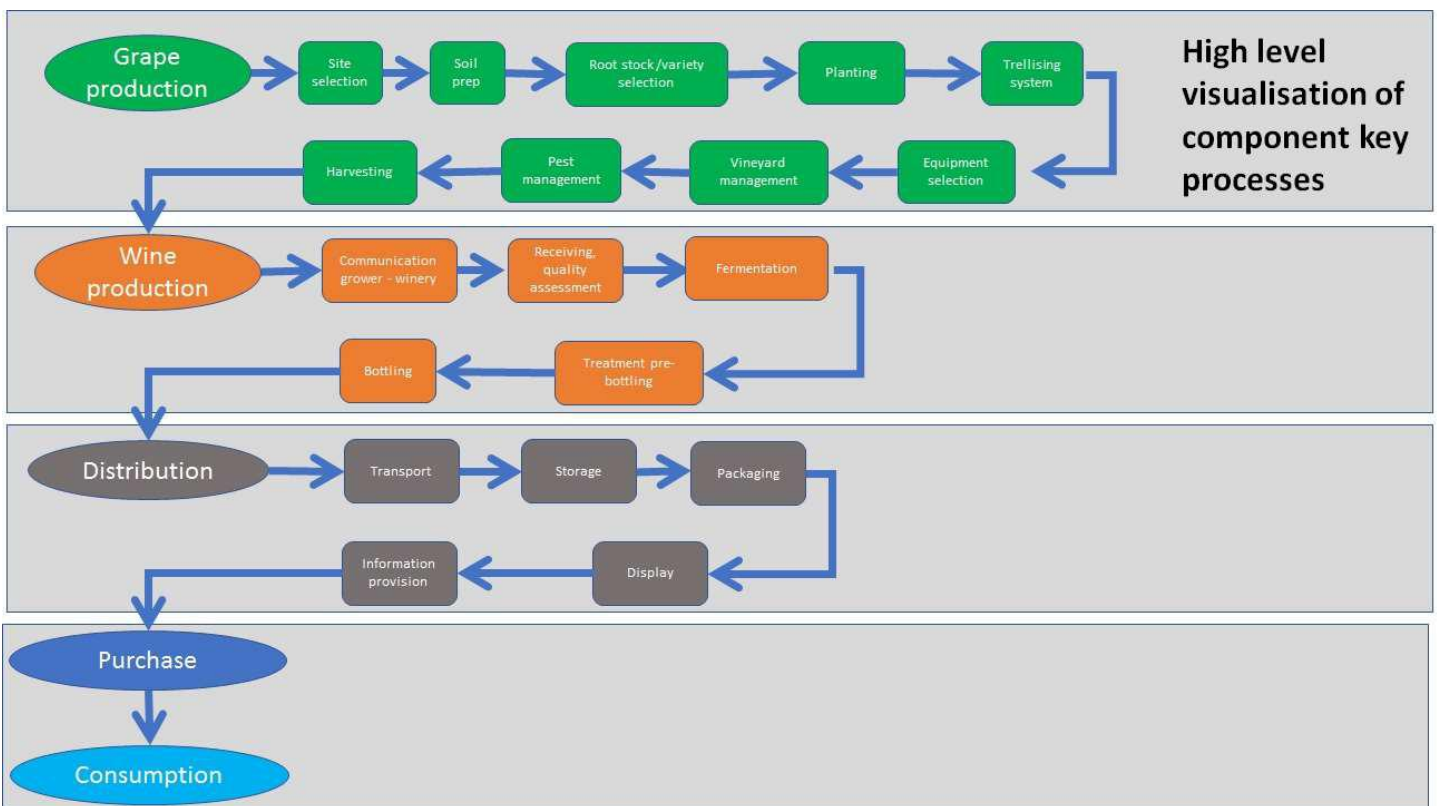 Grape
production
Site
selection
Soil
prep
Root stock/variety
selection
Planting
Trellising
system
High level
visualisation of
component key
processes
Harvesting
Pest
management
Vineyard
management
Equipment
selection
Wine
production
Communication
grower - winery
Receiving,
quality
assessment
Fermentation
Bottling
Treatment pre-
bottling
Distribution
Transport
Storage
Packaging
Information
provision
Display
Purchase
Consumption